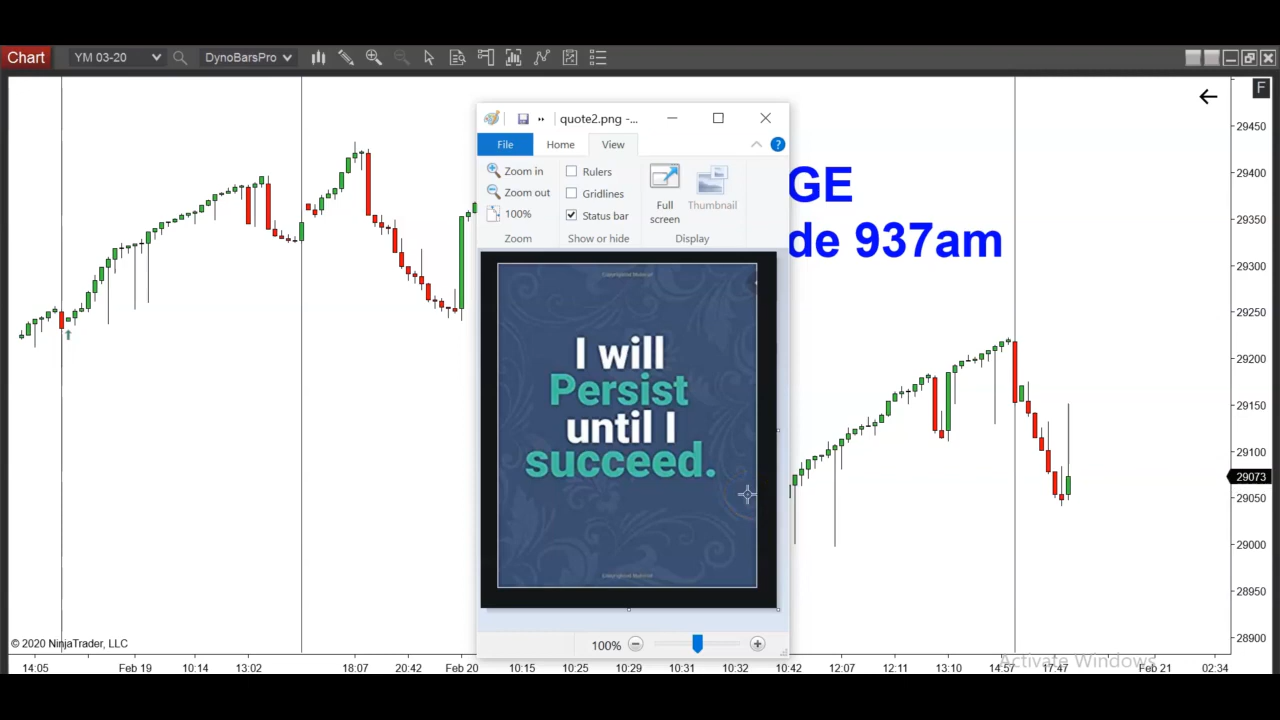 Chart
YM 03-20
DynoBarsPro
F
quote2.png -...
File
Home
View
?
Zoom in
Zoom out
100%
Zoom
Rulers
Gridlines
Status bar
Show or hide
Full
screen
Thumbnail
Display
GE
de 937am
Copyrighted Material
I will
Persist
until I
succeed.
Copyrighted Material
100%
29450
29400
29350
29300
29250
29200
29150
29100
29073
29050
29000
28950
28900
© 2020 NinjaTrader, LLC
Activate Windows
14:05 Feb 19 10:14 13:02 18:07 20:42 Feb 20 10:15 10:25 10:29 10:31 10:32 10:42 12:07 12:11 13:10 14:57 17:47 Feb 21 02:34